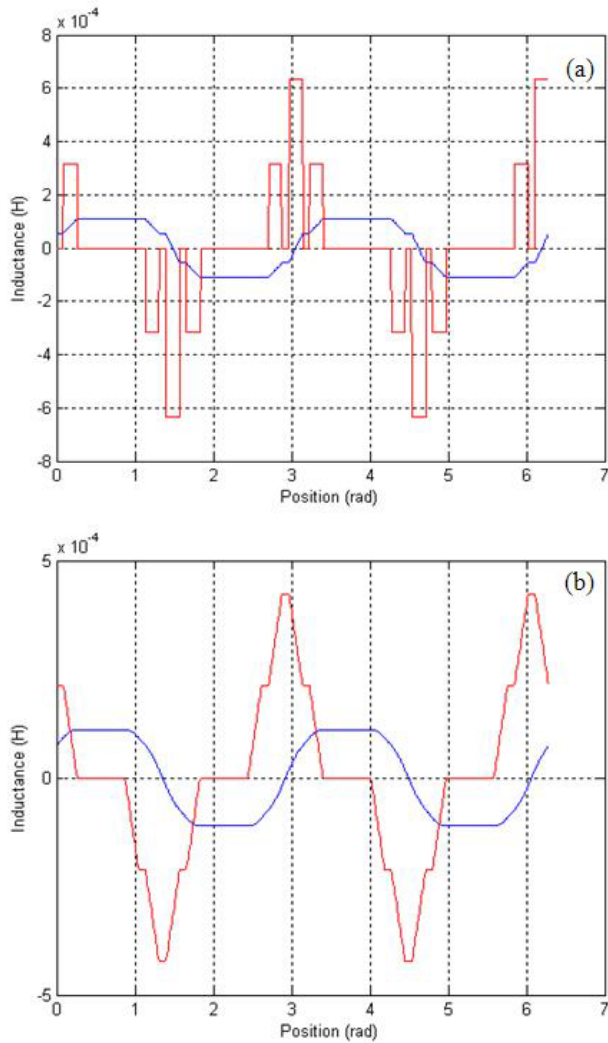 x 10⁻⁴
8
(a)
6
4
2
0
-2
-4
-6
-8
Inductance (H)
0 1 2 3 4 5 6 7
Position (rad)
x 10⁻⁴
5
(b)
0
-5
Inductance (H)
0 1 2 3 4 5 6 7
Position (rad)